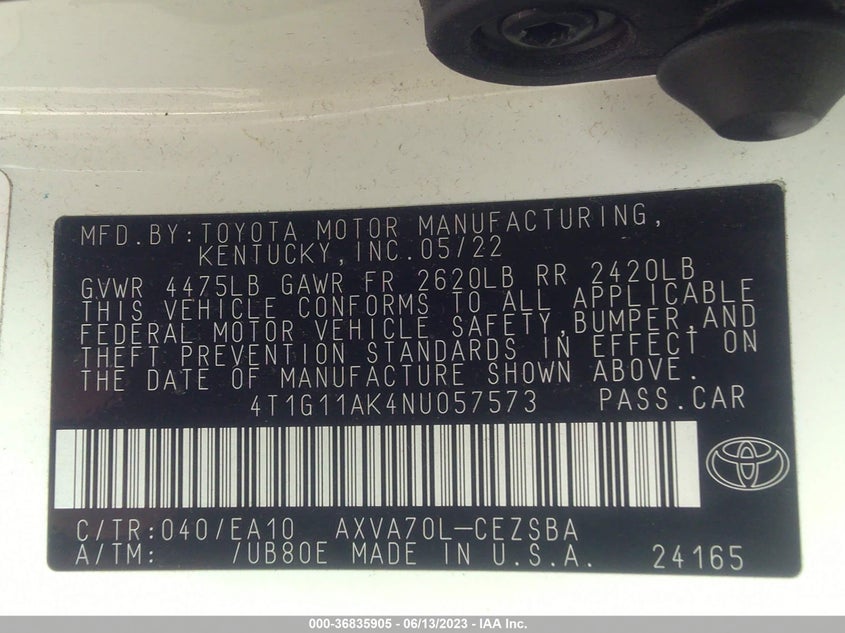 MFD.BY:TOYOTA MOTOR MANUFACTURING,
KENTUCKY,INC.05/22
GVWR 4475LB GAWR FR 2620LB RR 2420LB
THIS VEHICLE CONFORMS TO ALL APPLICABLE
FEDERAL MOTOR VEHICLE SAFETY,BUMPER,AND
THEFT PREVENTION STANDARDS IN EFFECT ON
THE DATE OF MANUFACTURE SHOWN ABOVE.
4T1G11AK4NU057573 PASS.CAR
C/TR:040/EA10 AXVA70L-CEZSBA
A/TM: /UB80E MADE IN U.S.A. 24165
000-36835905 - 06/13/2023 - IAA Inc.